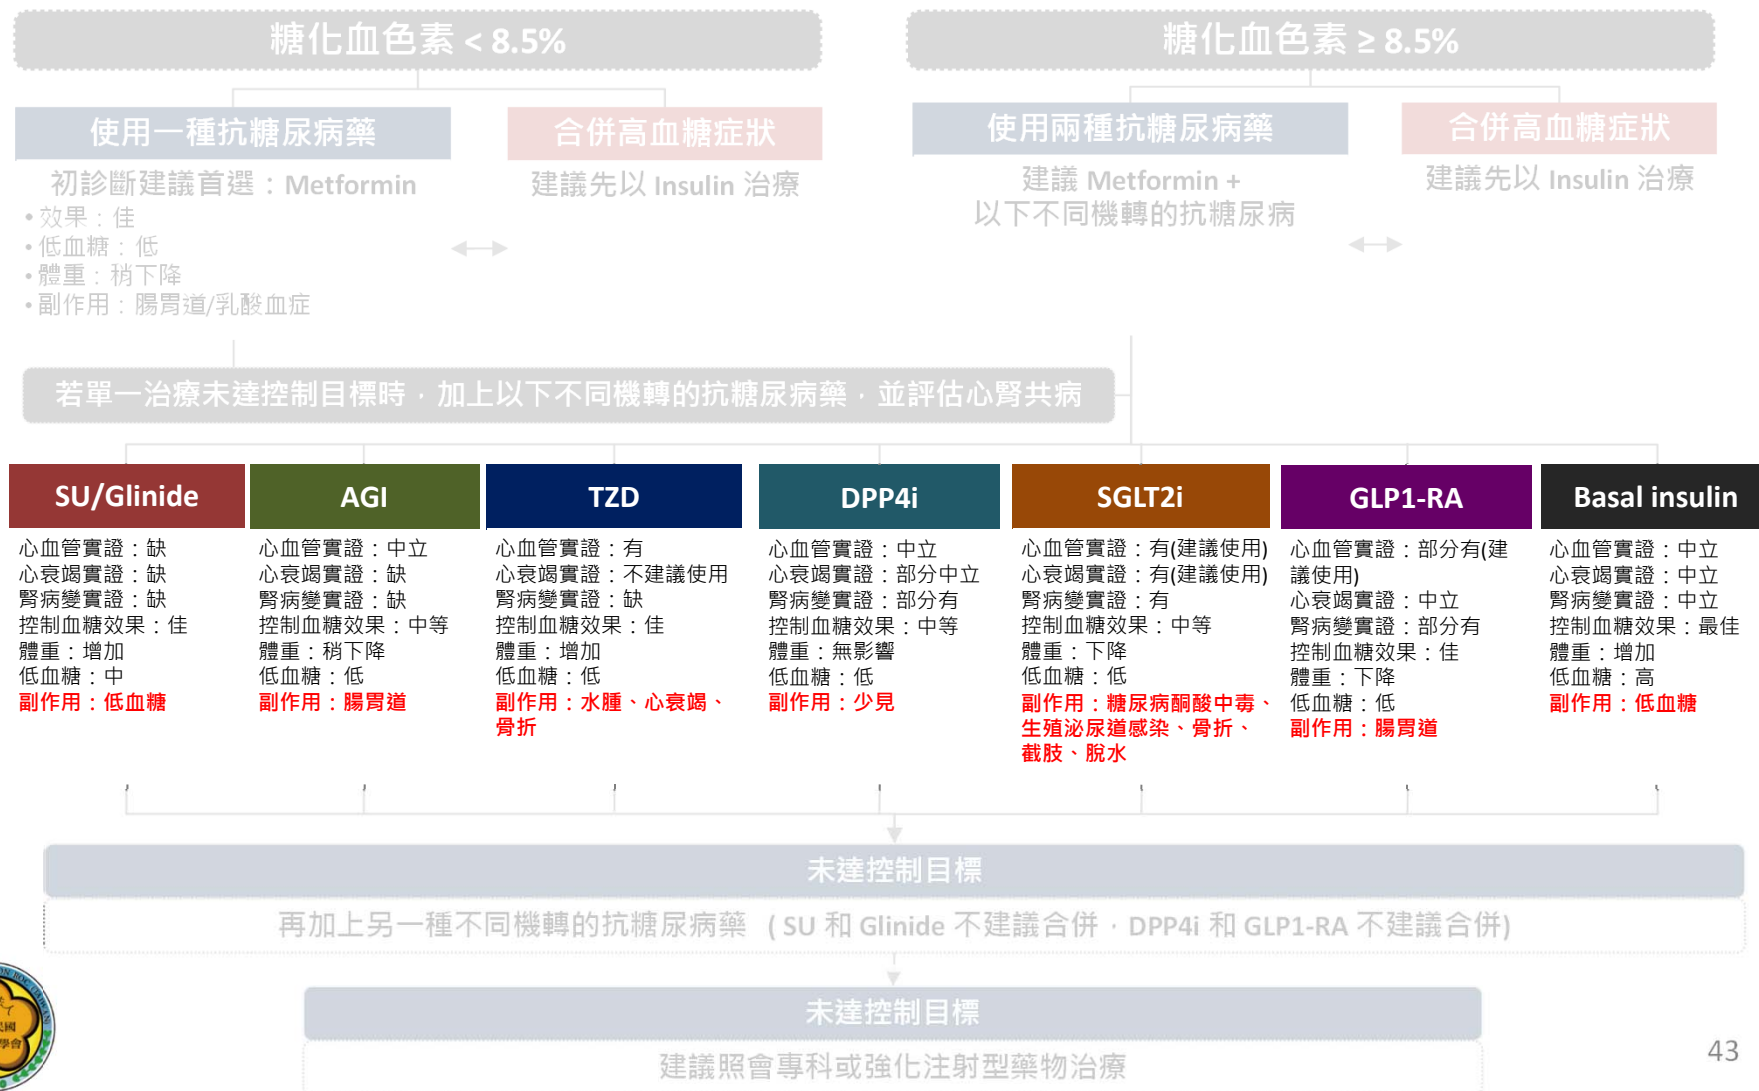 糖化血色素 < 8.5%
糖化血色素 ≥ 8.5%
使用一種抗糖尿病藥
合併高血糖症狀
使用兩種抗糖尿病藥
合併高血糖症狀
初診斷建議首選：Metformin
• 效果：佳
• 低血糖：低
• 體重：稍下降
• 副作用：腸胃道/乳酸血症
建議先以 Insulin 治療
建議 Metformin +
以下不同機轉的抗糖尿病
建議先以 Insulin 治療
若單一治療未達控制目標時，加上以下不同機轉的抗糖尿病藥，並評估心腎共病
SU/Glinide
心血管實證：缺
心衰竭實證：缺
腎病變實證：缺
控制血糖效果：佳
體重：增加
低血糖：中
副作用：低血糖
AGI
心血管實證：中立
心衰竭實證：缺
腎病變實證：缺
控制血糖效果：中等
體重：稍下降
低血糖：低
副作用：腸胃道
TZD
心血管實證：有
心衰竭實證：不建議使用
腎病變實證：缺
控制血糖效果：佳
體重：增加
低血糖：低
副作用：水腫、心衰竭、
骨折
DPP4i
心血管實證：中立
心衰竭實證：部分中立
腎病變實證：部分有
控制血糖效果：中等
體重：無影響
低血糖：低
副作用：少見
SGLT2i
心血管實證：有(建議使用)
心衰竭實證：有(建議使用)
腎病變實證：有
控制血糖效果：中等
體重：下降
低血糖：低
副作用：糖尿病酮酸中毒、
生殖泌尿道感染、骨折、
截肢、脫水
GLP1-RA
心血管實證：部分有(建
議使用)
心衰竭實證：中立
腎病變實證：部分有
控制血糖效果：佳
體重：下降
低血糖：低
副作用：腸胃道
Basal insulin
心血管實證：中立
心衰竭實證：中立
腎病變實證：中立
控制血糖效果：最佳
體重：增加
低血糖：高
副作用：低血糖
未達控制目標
再加上另一種不同機轉的抗糖尿病藥 ( SU 和 Glinide 不建議合併，DPP4i 和 GLP1-RA 不建議合併)
未達控制目標
建議照會專科或強化注射型藥物治療
43